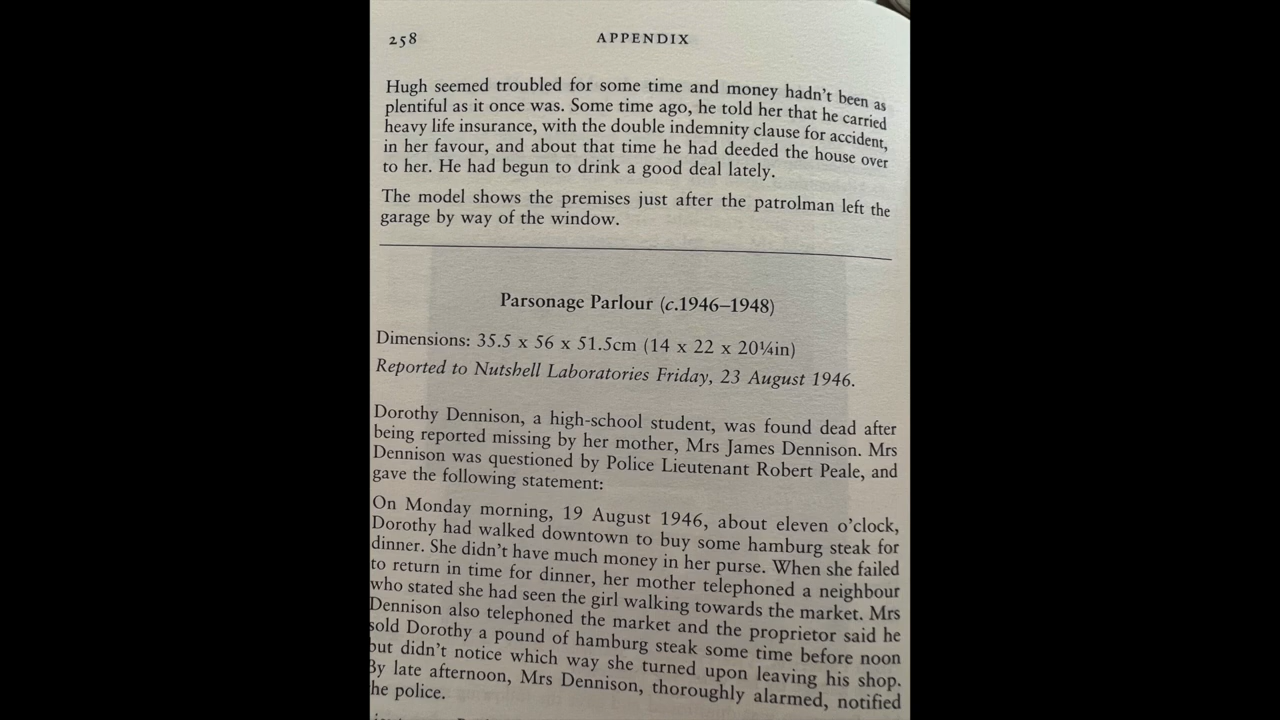 258
APPENDIX
Hugh seemed troubled for some time and money hadn't been as
plentiful as it once was. Some time ago, he told her that he carried
heavy life insurance, with the double indemnity clause for accident,
in her favour, and about that time he had deeded the house over
to her. He had begun to drink a good deal lately.
The model shows the premises just after the patrolman left the
garage by way of the window.
Parsonage Parlour (c.1946–1948)
Dimensions: 35.5 x 56 x 51.5cm (14 x 22 x 20¼in)
Reported to Nutshell Laboratories Friday, 23 August 1946.
Dorothy Dennison, a high-school student, was found dead after
being reported missing by her mother, Mrs James Dennison. Mrs
Dennison was questioned by Police Lieutenant Robert Peale, and
gave the following statement:
On Monday morning, 19 August 1946, about eleven o'clock,
Dorothy had walked downtown to buy some hamburg steak for
dinner. She didn't have much money in her purse. When she failed
to return in time for dinner, her mother telephoned a neighbour
who stated she had seen the girl walking towards the market. Mrs
Dennison also telephoned the market and the proprietor said he
sold Dorothy a pound of hamburg steak some time before noon
but didn't notice which way she turned upon leaving his shop.
By late afternoon, Mrs Dennison, thoroughly alarmed, notified
he police.